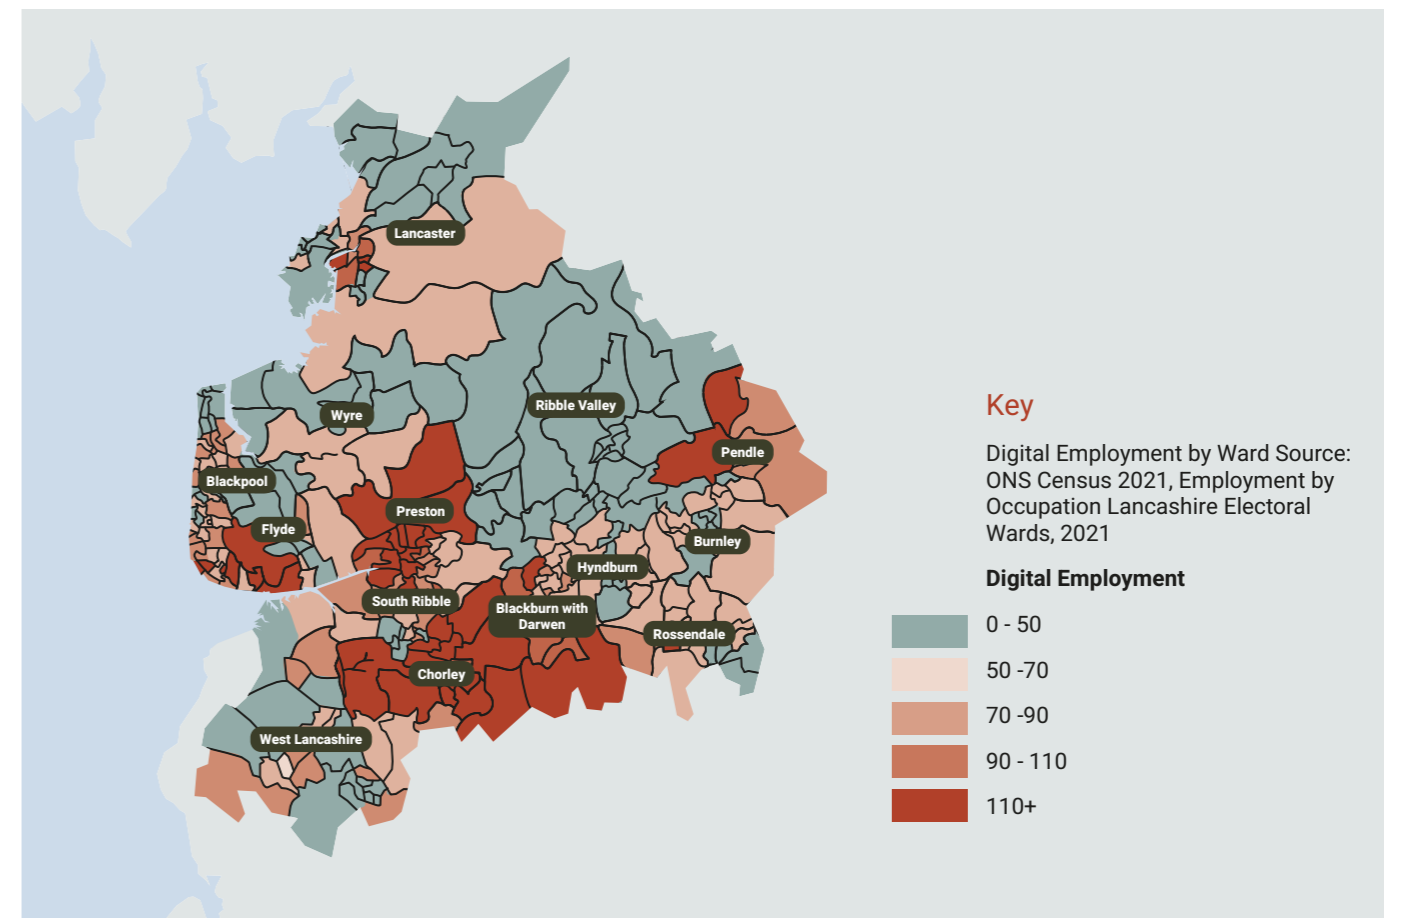 Lancaster
Wyre
Ribble Valley
Pendle
Blackpool
Preston
Flyde
Burnley
Hyndburn
South Ribble
Blackburn with
Darwen
Rossendale
Chorley
West Lancashire
Key
Digital Employment by Ward Source:
ONS Census 2021, Employment by
Occupation Lancashire Electoral
Wards, 2021
Digital Employment
0 - 50
50 -70
70 -90
90 - 110
110+